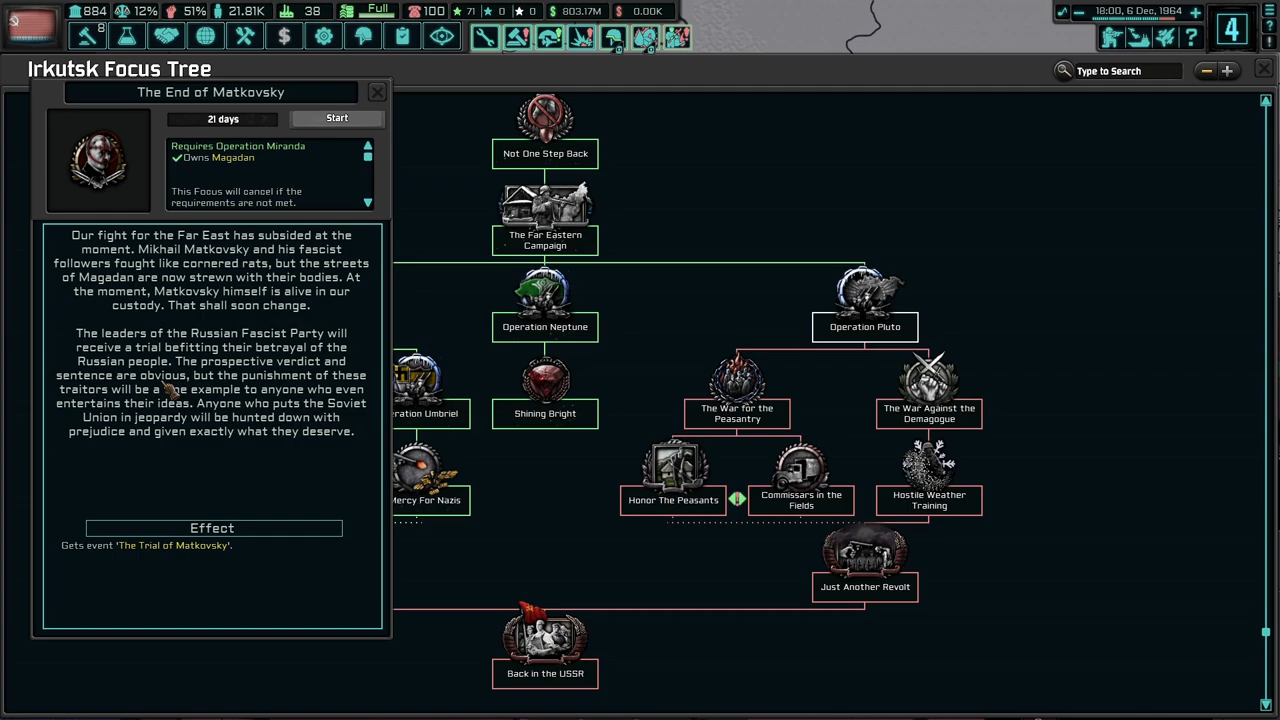 884 12% 51% 21.81K 38 Full 100 71 0 0 803.17M 0.00K
18:00, 6 Dec, 1964
4
8
Irkutsk Focus Tree
Type to Search
The End of Matkovsky
21 days
Start
Requires Operation Miranda
Owns Magadan
This Focus will cancel if the
requirements are not met.
Our fight for the Far East has subsided at the
moment. Mikhail Matkovsky and his fascist
followers fought like cornered rats, but the streets
of Magadan are now strewn with their bodies. At
the moment, Matkovsky himself is alive in our
custody. That shall soon change.
The leaders of the Russian Fascist Party will
receive a trial befitting their betrayal of the
Russian people. The prospective verdict and
sentence are obvious, but the punishment of these
traitors will be a example to anyone who even
entertains their ideas. Anyone who puts the Soviet
Union in jeopardy will be hunted down with
prejudice and given exactly what they deserve.
Effect
Gets event 'The Trial of Matkovsky'.
Not One Step Back
The Far Eastern
Campaign
Operation Neptune
Operation Pluto
Umbriel
Shining Bright
The War for the
Peasantry
The War Against the
Demagogue
Mercy For Nazis
Honor The Peasants
Commissars in the
Fields
Hostile Weather
Training
Just Another Revolt
Back in the USSR